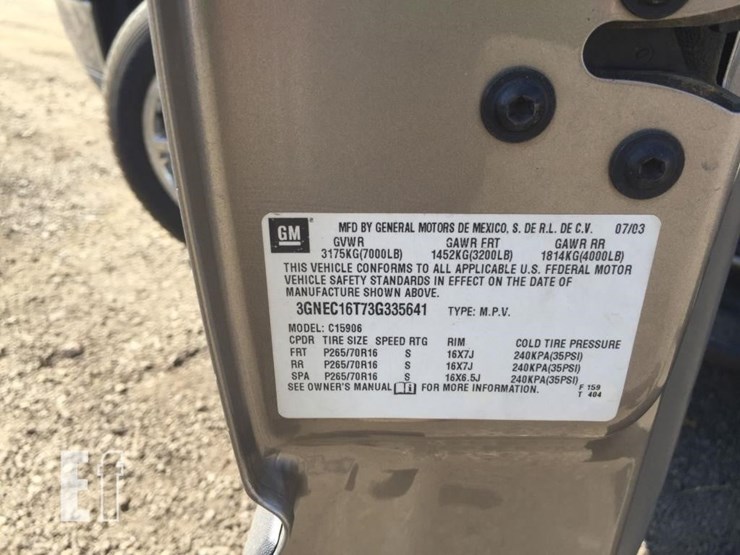 GM
MFD BY GENERAL MOTORS DE MEXICO, S. DE R.L. DE C.V. 07/03
GVWR GAWR FRT GAWR RR
3175KG(7000LB) 1452KG(3200LB) 1814KG(4000LB)
THIS VEHICLE CONFORMS TO ALL APPLICABLE U.S. FFDERAL MOTOR
VEHICLE SAFETY STANDARDS IN EFFECT ON THE DATE OF
MANUFACTURE SHOWN ABOVE.
3GNEC16T73G335641 TYPE: M.P.V.
MODEL: C15906
CPDR TIRE SIZE SPEED RTG RIM COLD TIRE PRESSURE
FRT P265/70R16 S 16X7J 240KPA(35PSI)
RR P265/70R16 S 16X7J 240KPA(35PSI)
SPA P265/70R16 S 16X6.5J 240KPA(35PSI)
SEE OWNER'S MANUAL FOR MORE INFORMATION. F 159
T 404
Ef